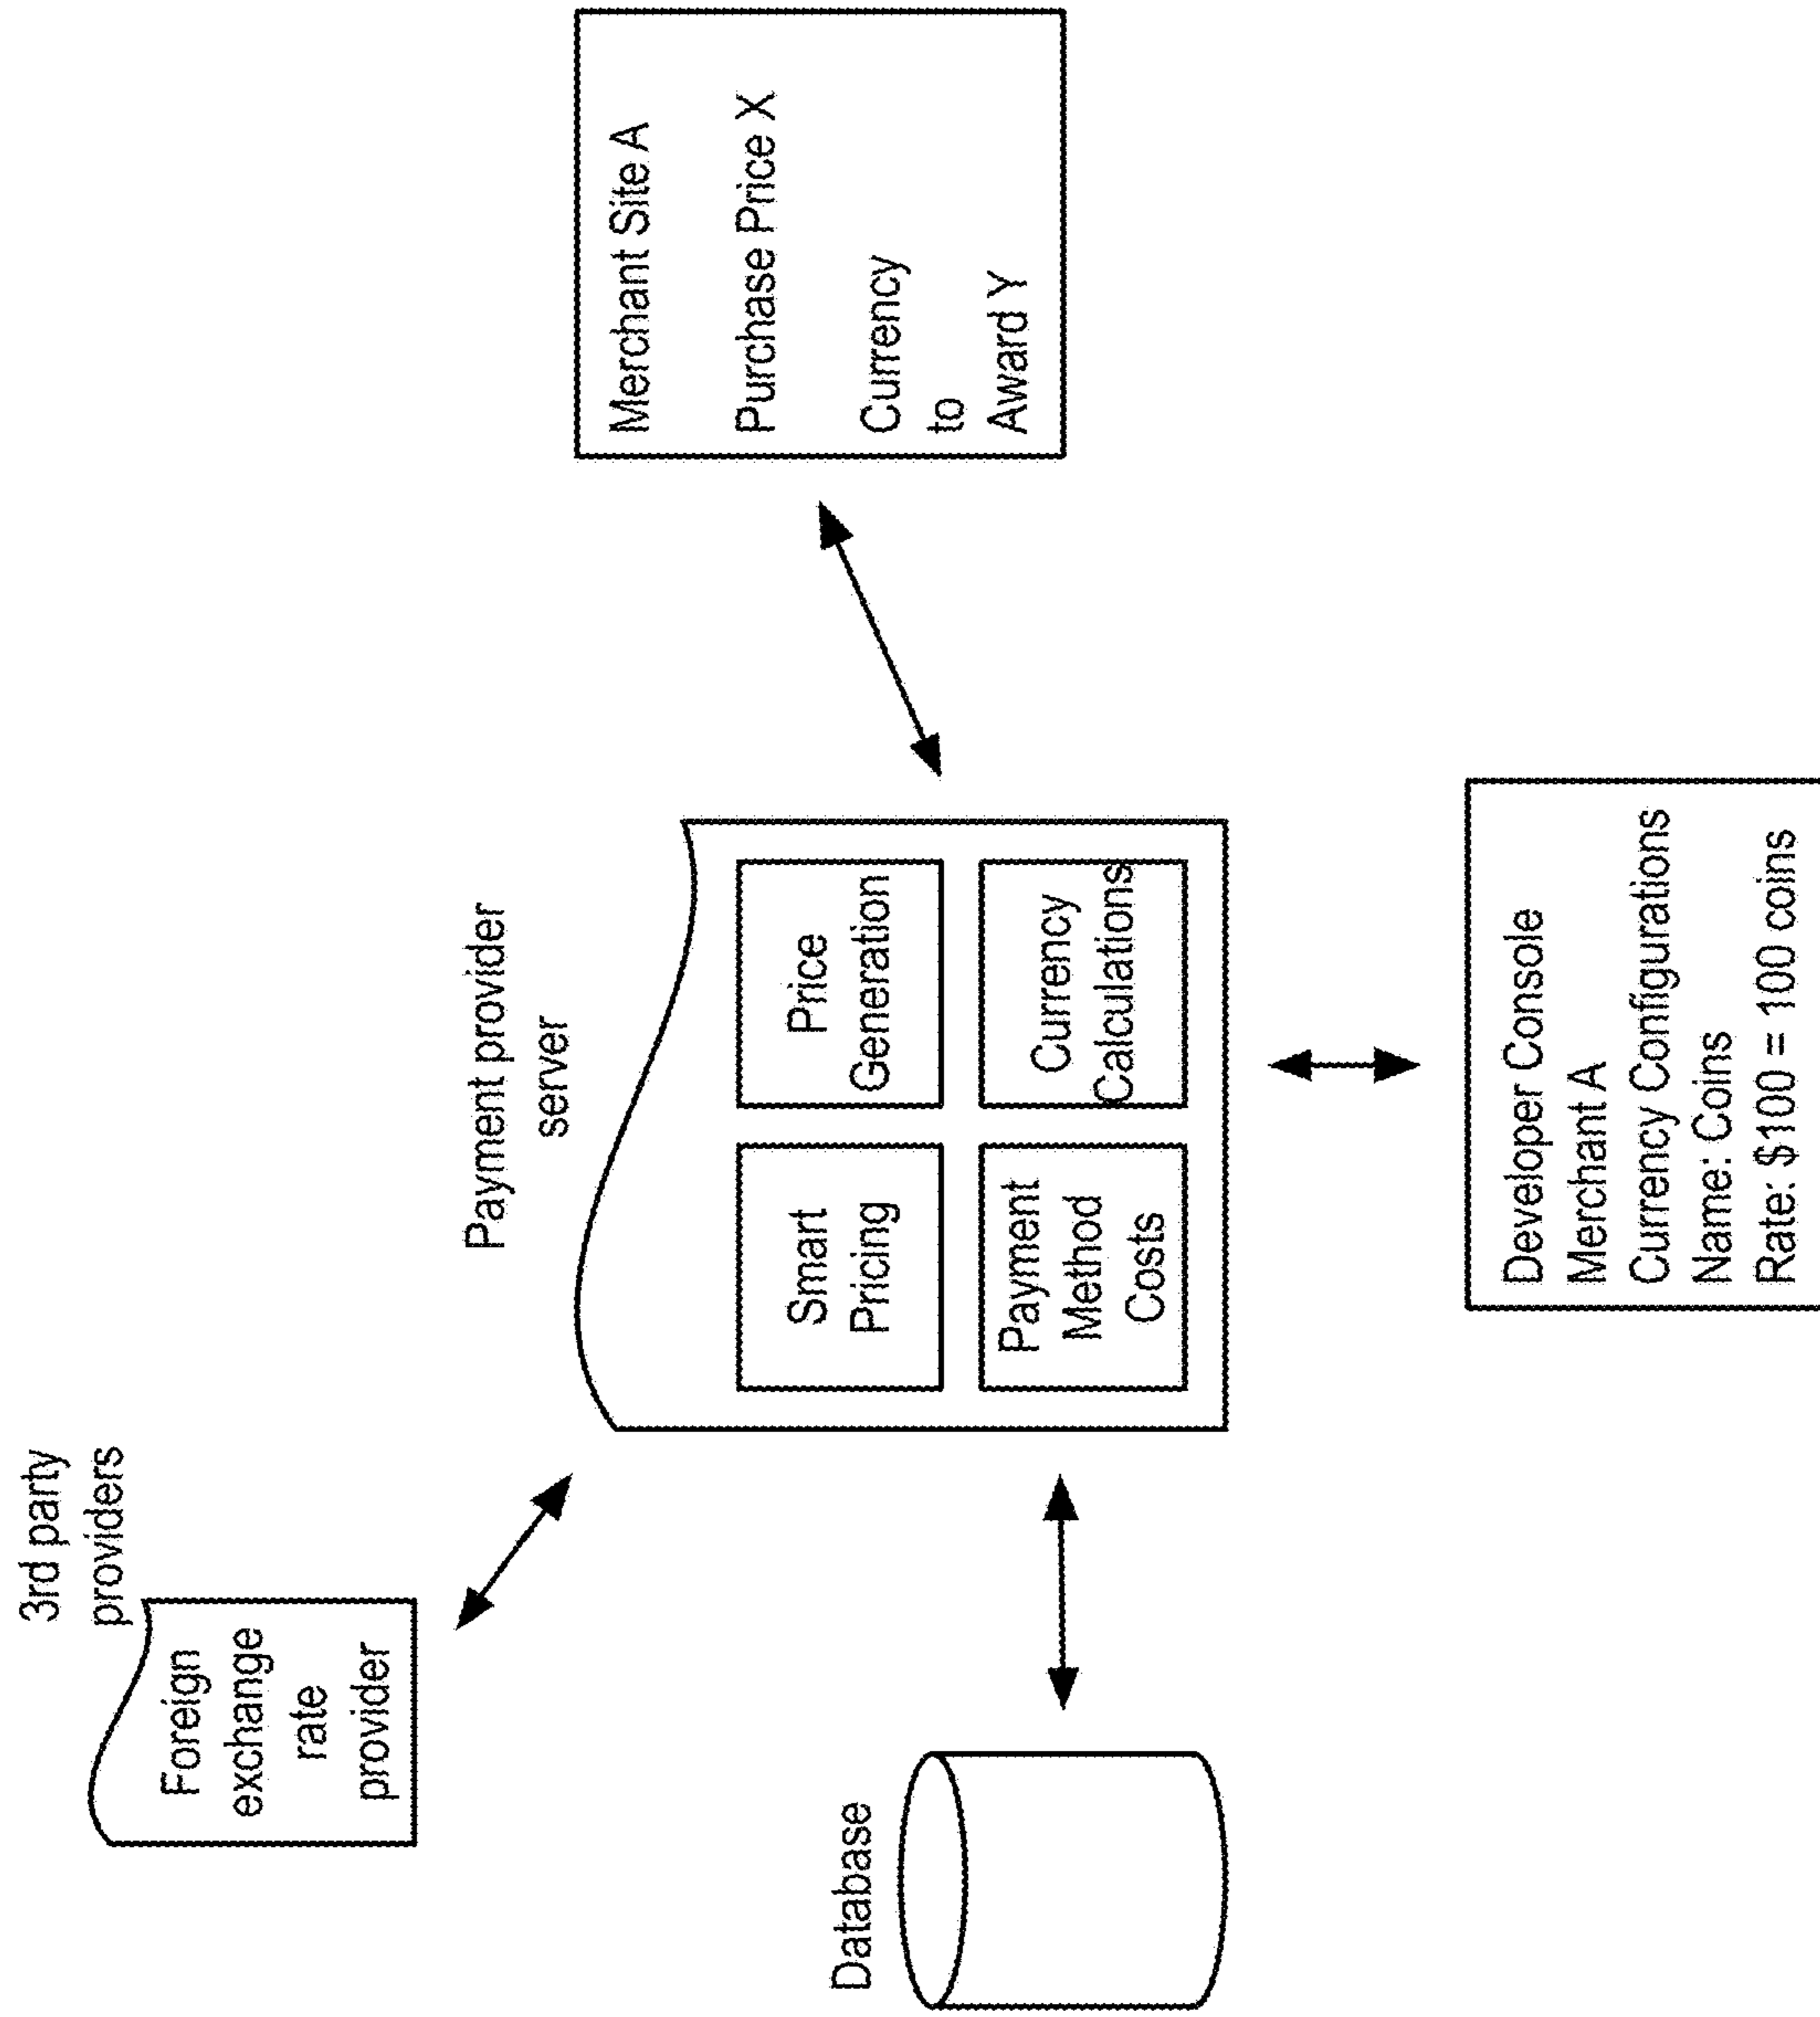 3rd party
providers
Foreign
exchange
rate
provider
Database
Payment provider
server
Smart
Pricing
Price
Generation
Payment
Method
Costs
Currency
Calculations
Merchant Site A
Purchase Price X
Currency
to
Award Y
Developer Console
Merchant A
Currency Configurations
Name: Coins
Rate: $100 = 100 coins